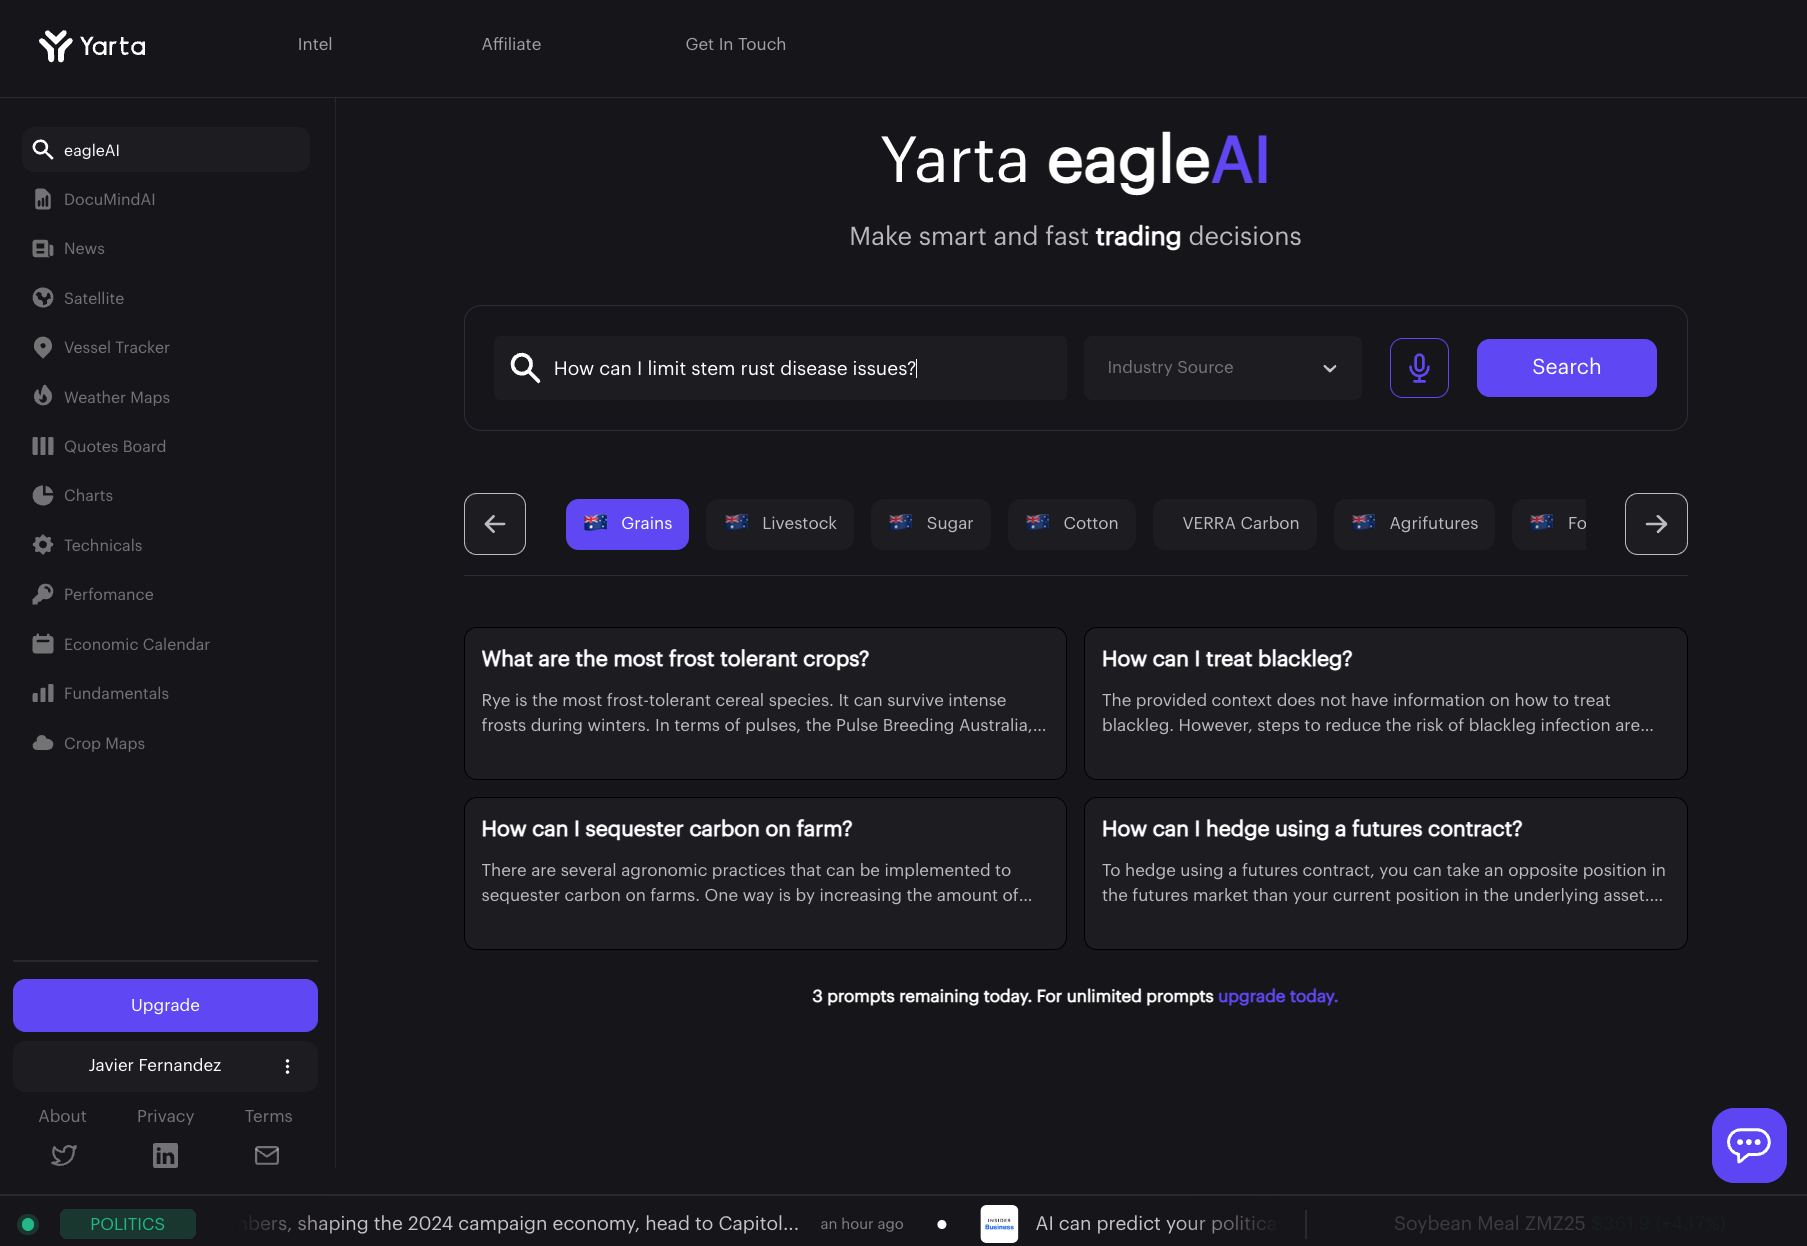 Yarta
Intel
Affiliate
Get In Touch
eagleAI
DocuMindAI
News
Satellite
Vessel Tracker
Weather Maps
Quotes Board
Charts
Technicals
Perfomance
Economic Calendar
Fundamentals
Crop Maps
Upgrade
Javier Fernandez
About Privacy Terms
Yarta eagleAI
Make smart and fast trading decisions
How can I limit stem rust disease issues?
Industry Source
Search
Grains
Livestock
Sugar
Cotton
VERRA Carbon
Agrifutures
Fo
What are the most frost tolerant crops?
Rye is the most frost-tolerant cereal species. It can survive intense
frosts during winters. In terms of pulses, the Pulse Breeding Australia,...
How can I treat blackleg?
The provided context does not have information on how to treat
blackleg. However, steps to reduce the risk of blackleg infection are...
How can I sequester carbon on farm?
There are several agronomic practices that can be implemented to
sequester carbon on farms. One way is by increasing the amount of...
How can I hedge using a futures contract?
To hedge using a futures contract, you can take an opposite position in
the futures market than your current position in the underlying asset....
3 prompts remaining today. For unlimited prompts upgrade today.
POLITICS
bers, shaping the 2024 campaign economy, head to Capitol...
an hour ago
INSIDER
Business
AI can predict your politica
Soybean Meal ZMZ25